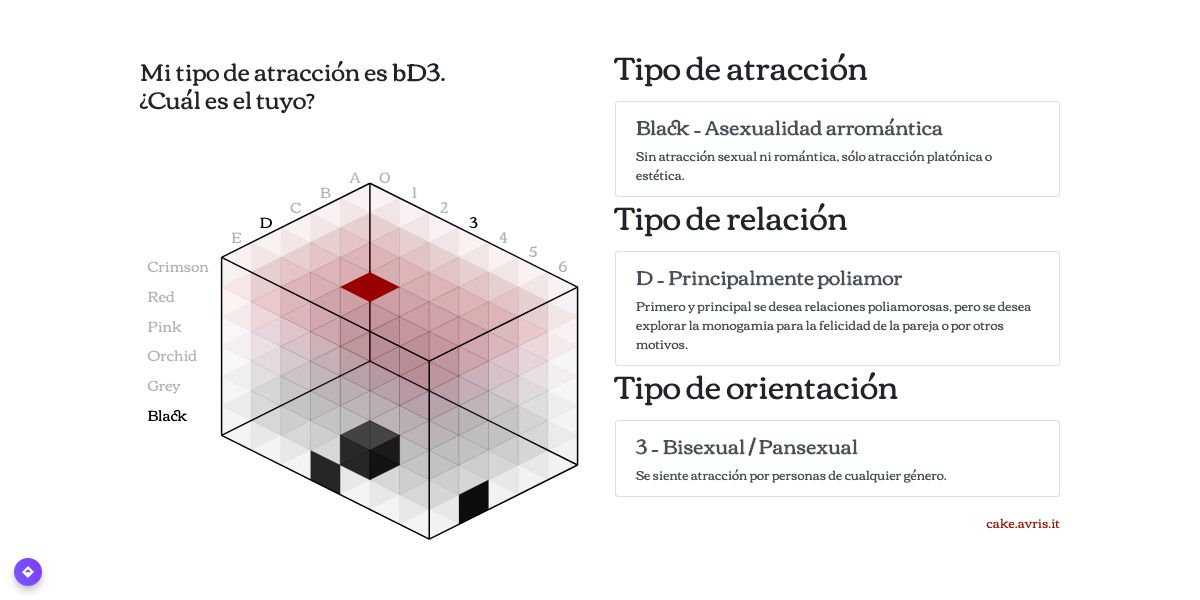 Mi tipo de atracción es bD3.
¿Cuál es el tuyo?
A
B
C
D
E
0
1
2
3
4
5
6
Crimson
Red
Pink
Orchid
Grey
Black
Tipo de atracción
Black - Asexualidad arromántica
Sin atracción sexual ni romántica, sólo atracción platónica o
estética.
Tipo de relación
D - Principalmente poliamor
Primero y principal se desea relaciones poliamorosas, pero se desea
explorar la monogamia para la felicidad de la pareja o por otros
motivos.
Tipo de orientación
3 - Bisexual / Pansexual
Se siente atracción por personas de cualquier género.
cake.avris.it